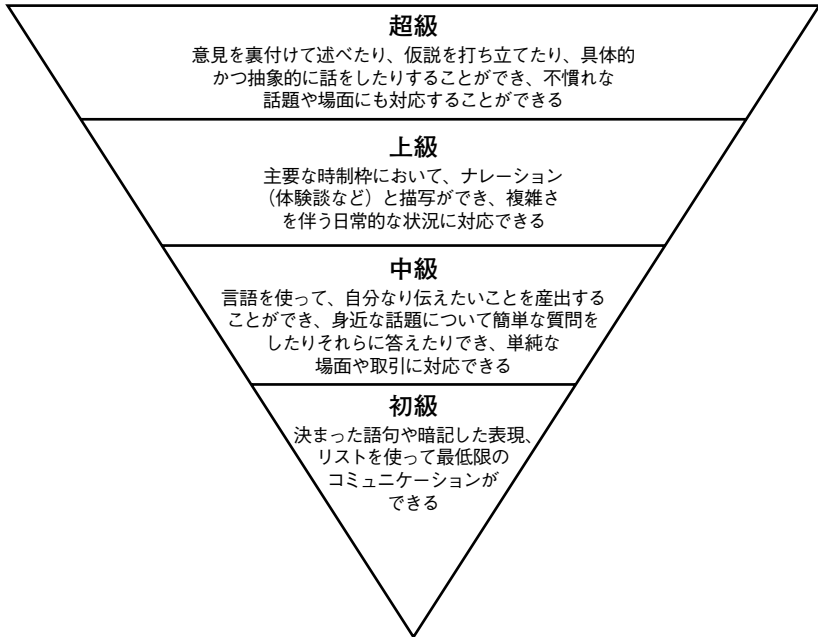 超級
意見を裏付けて述べたり、仮説を打ち立てたり、具体的
かつ抽象的に話をしたりすることができ、不慣れな
話題や場面にも対応することができる
上級
主要な時制枠において、ナレーション
（体験談など）と描写ができ、複雑さ
を伴う日常的な状況に対応できる
中級
言語を使って、自分なり伝えたいことを産出する
ことができ、身近な話題について簡単な質問を
したりそれらに答えたりでき、単純な
場面や取引に対応できる
初級
決まった語句や暗記した表現、
リストを使って最低限の
コミュニケーションが
できる